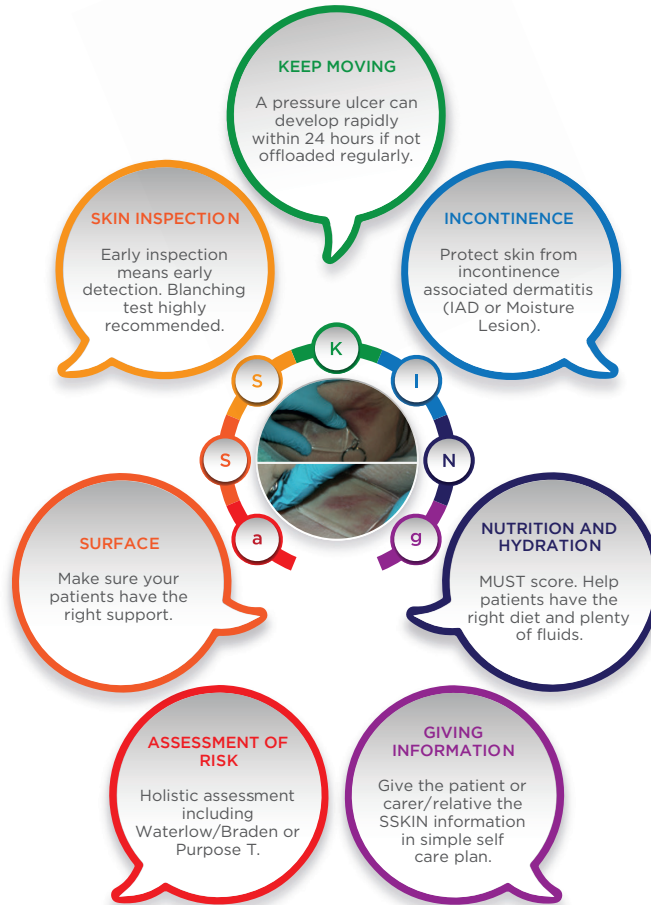 KEEP MOVING
A pressure ulcer can
develop rapidly
within 24 hours if not
offloaded regularly.
SKIN INSPECTION
Early inspection
means early
detection. Blanching
test highly
recommended.
INCONTINENCE
Protect skin from
incontinence
associated dermatitis
(IAD or Moisture
Lesion).
K
S
I
S
N
a
g
SURFACE
Make sure your
patients have the
right support.
NUTRITION AND
HYDRATION
MUST score. Help
patients have the
right diet and plenty
of fluids.
ASSESSMENT OF
RISK
Holistic assessment
including
Waterlow/Braden or
Purpose T.
GIVING
INFORMATION
Give the patient or
carer/relative the
SSKIN information
in simple self
care plan.